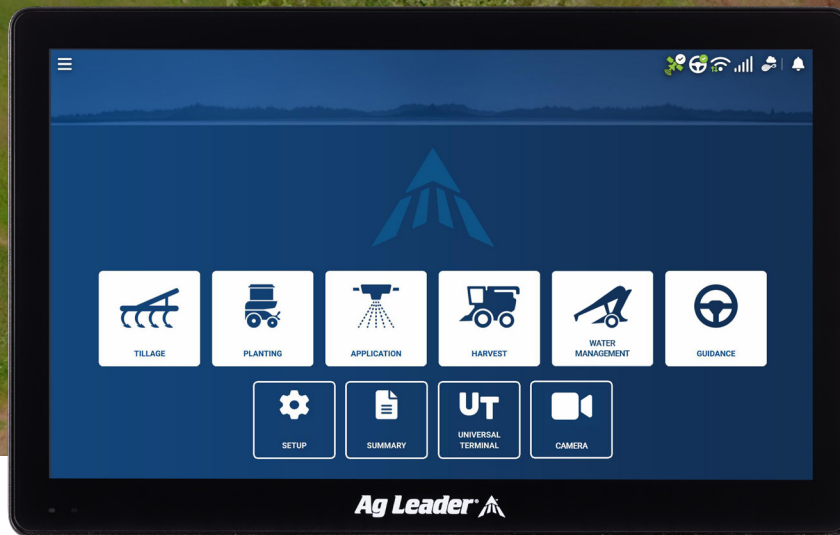 TILLAGE
PLANTING
APPLICATION
HARVEST
WATER
MANAGEMENT
GUIDANCE
SETUP
SUMMARY
UT
UNIVERSAL
TERMINAL
CAMERA
Ag Leader